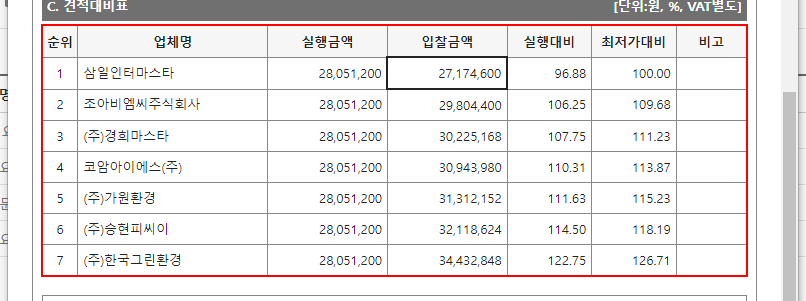 C. 견적대비표 [단위:원, %, VAT별도]
순위 업체명 실행금액 입찰금액 실행대비 최저가대비 비고
1 삼일인터마스타 28,051,200 27,174,600 96.88 100.00
2 조아비엠씨주식회사 28,051,200 29,804,400 106.25 109.68
3 (주)경희마스타 28,051,200 30,225,168 107.75 111.23
4 코암아이에스(주) 28,051,200 30,943,980 110.31 113.87
5 (주)가원환경 28,051,200 31,312,152 111.63 115.23
6 (주)승현피씨이 28,051,200 32,118,624 114.50 118.19
7 (주)한국그린환경 28,051,200 34,432,848 122.75 126.71